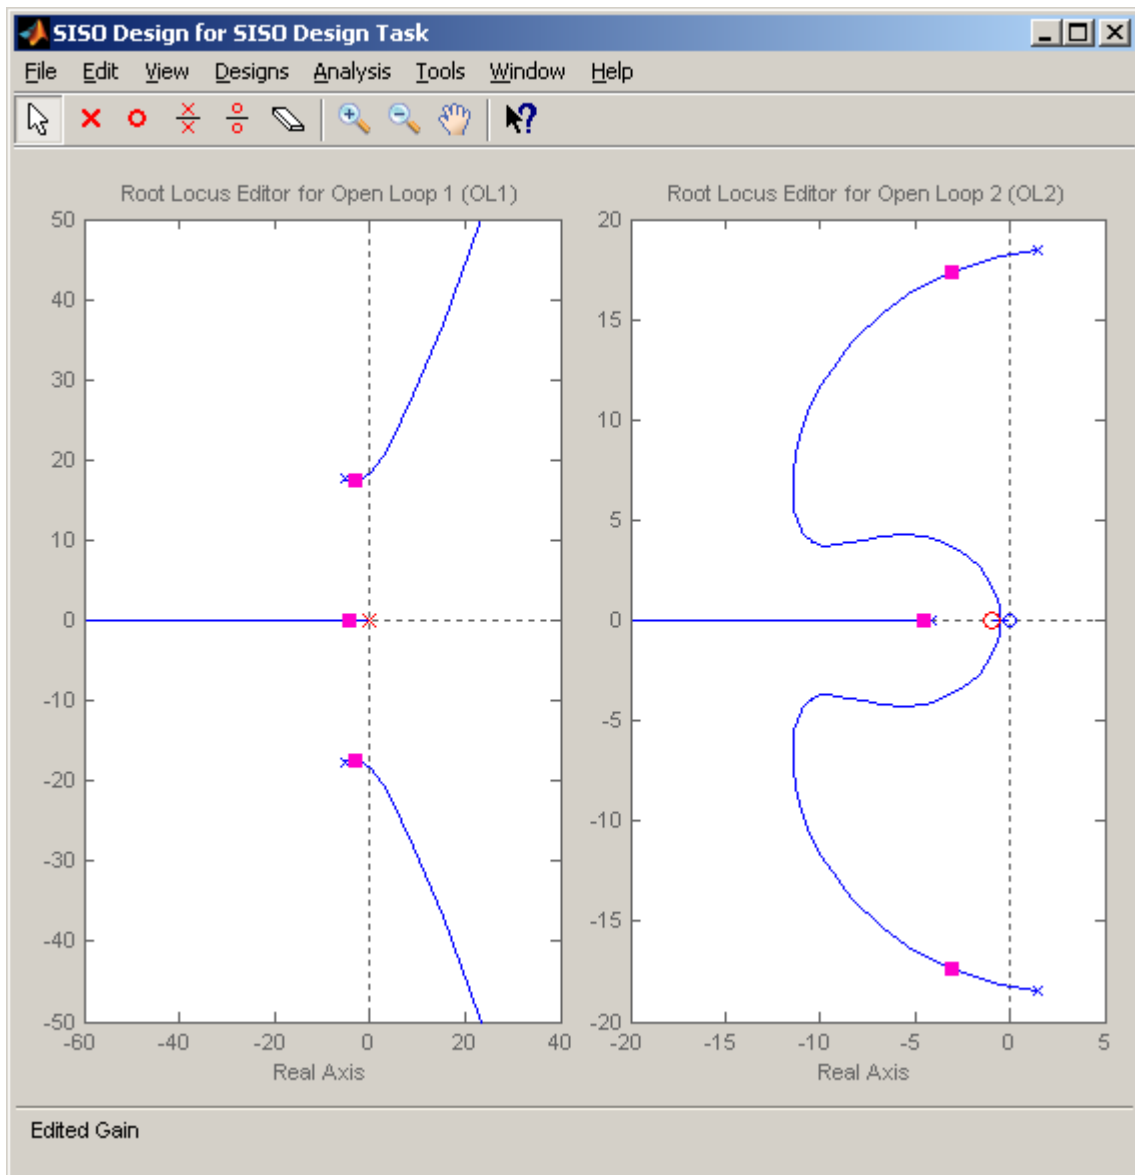 SISO Design for SISO Design Task
File Edit View Designs Analysis Tools Window Help
Root Locus Editor for Open Loop 1 (OL1)
50
40
30
20
10
0
-10
-20
-30
-40
-50
-60 -40 -20 0 20 40
Real Axis
Root Locus Editor for Open Loop 2 (OL2)
20
15
10
5
0
-5
-10
-15
-20
-20 -15 -10 -5 0 5
Real Axis
Edited Gain